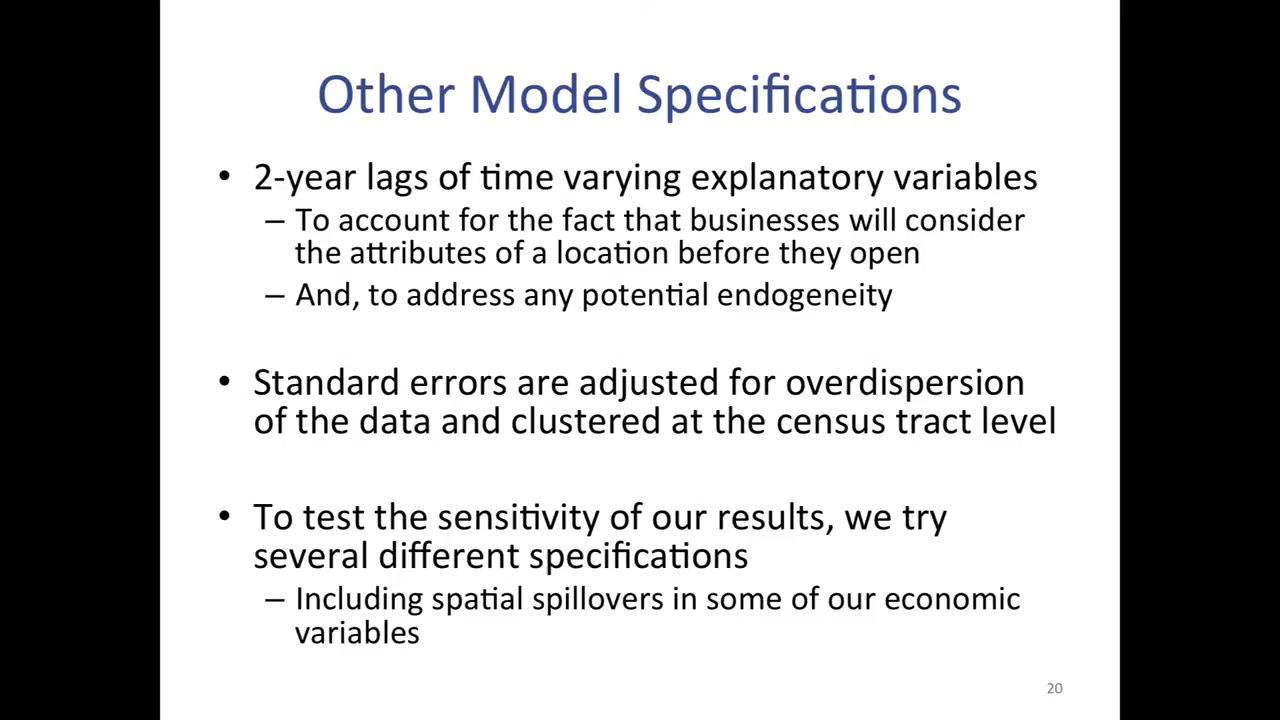 Other Model Specifications
• 2-year lags of time varying explanatory variables
– To account for the fact that businesses will consider
the attributes of a location before they open
– And, to address any potential endogeneity
• Standard errors are adjusted for overdispersion
of the data and clustered at the census tract level
• To test the sensitivity of our results, we try
several different specifications
– Including spatial spillovers in some of our economic
variables
20